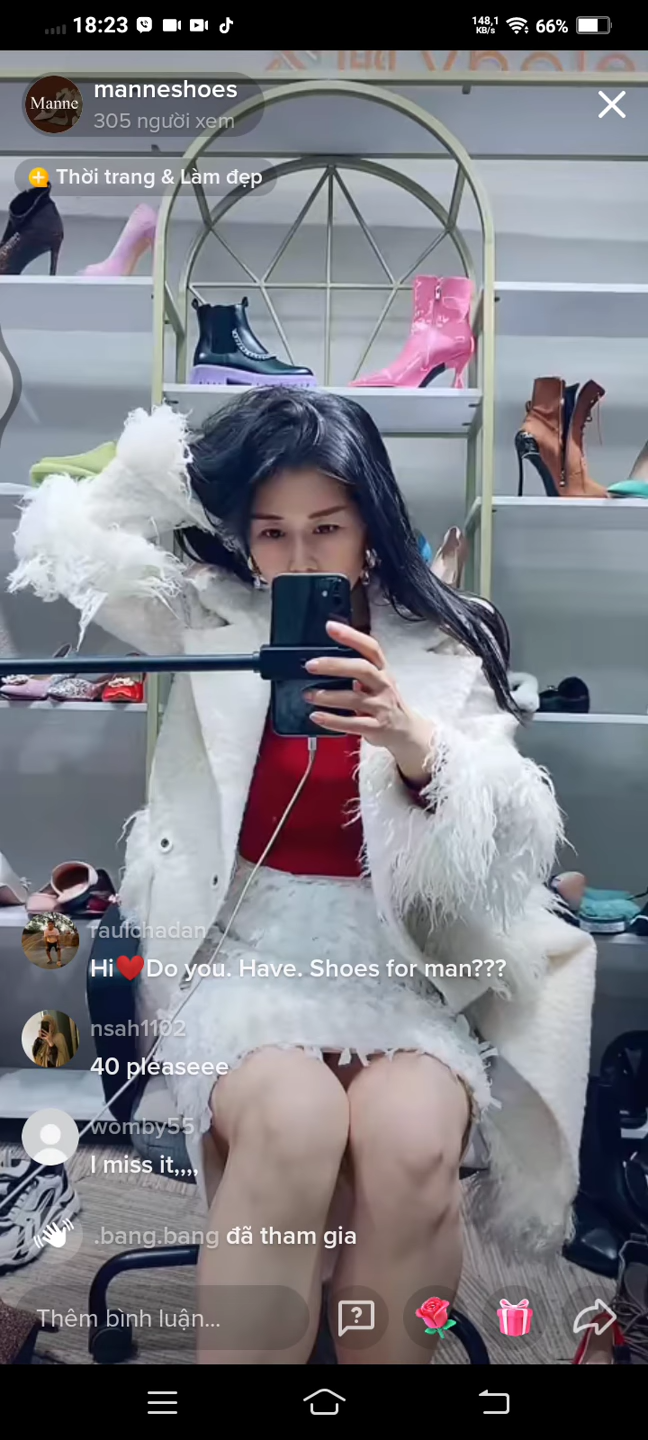 18:23
148,1
KB/s
66%
Manne
manneshoes
305 người xem
Thời trang & Làm đẹp
raulchadan
Hi❤️Do you. Have. Shoes for man???
nsah1102
40 pleaseee
womby55
I miss it,,,,
.bang.bang đã tham gia
Thêm bình luận...